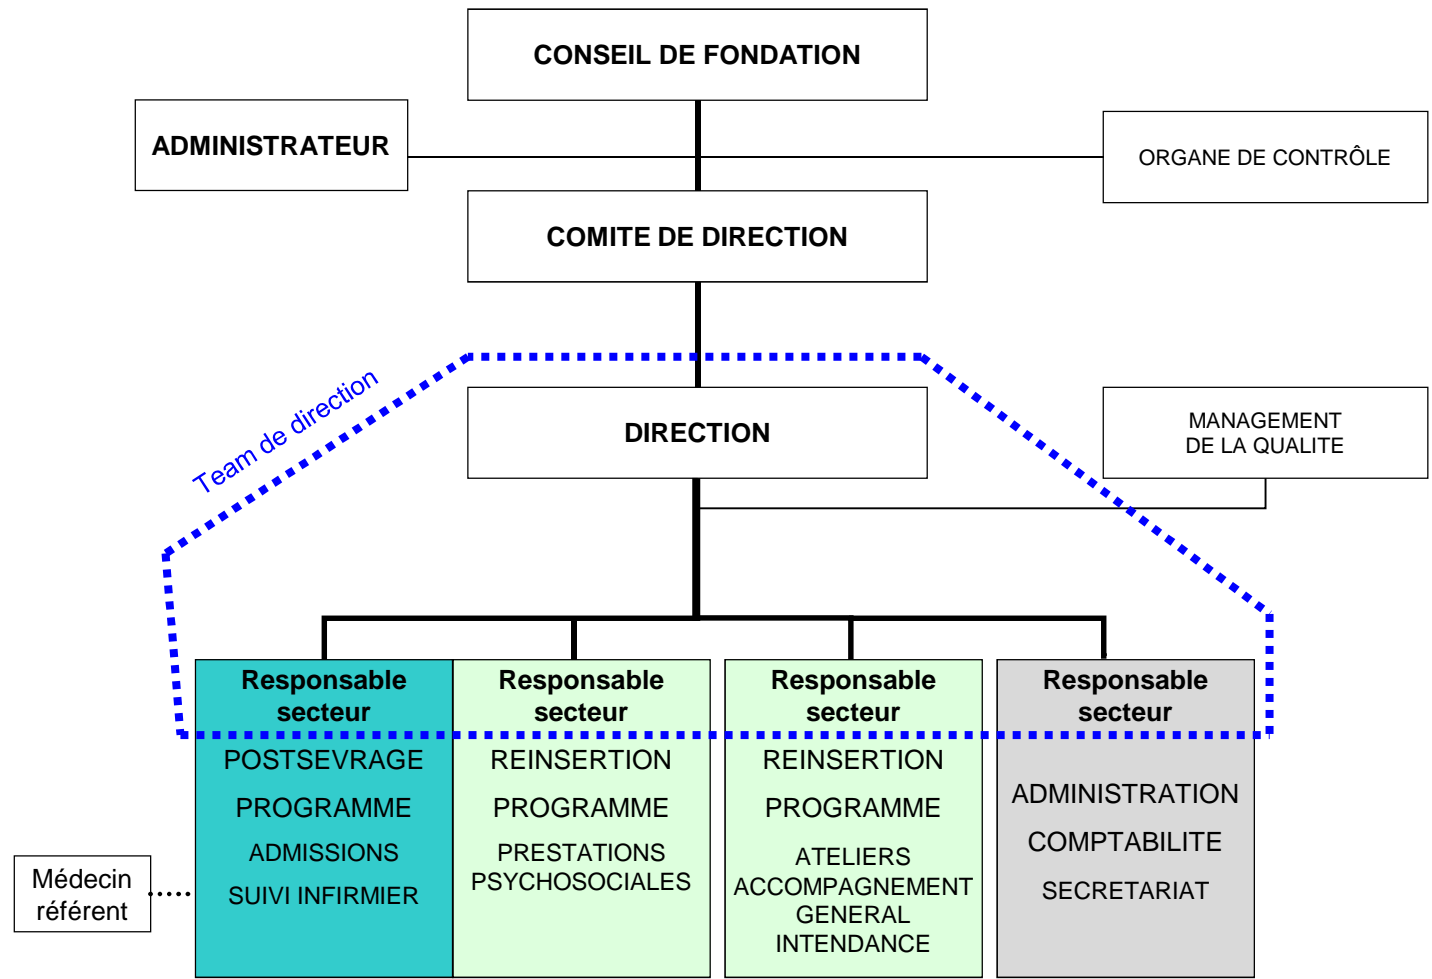 CONSEIL DE FONDATION
ADMINISTRATEUR
ORGANE DE CONTRÔLE
COMITE DE DIRECTION
Team de direction
DIRECTION
MANAGEMENT
DE LA QUALITE
Responsable
secteur
POSTSEVRAGE
PROGRAMME
ADMISSIONS
SUIVI INFIRMIER
Responsable
secteur
REINSERTION
PROGRAMME
PRESTATIONS
PSYCHOSOCIALES
Responsable
secteur
REINSERTION
PROGRAMME
ATELIERS
ACCOMPAGNEMENT
GENERAL
INTENDANCE
Responsable
secteur
ADMINISTRATION
COMPTABILITE
SECRETARIAT
Médecin
référent